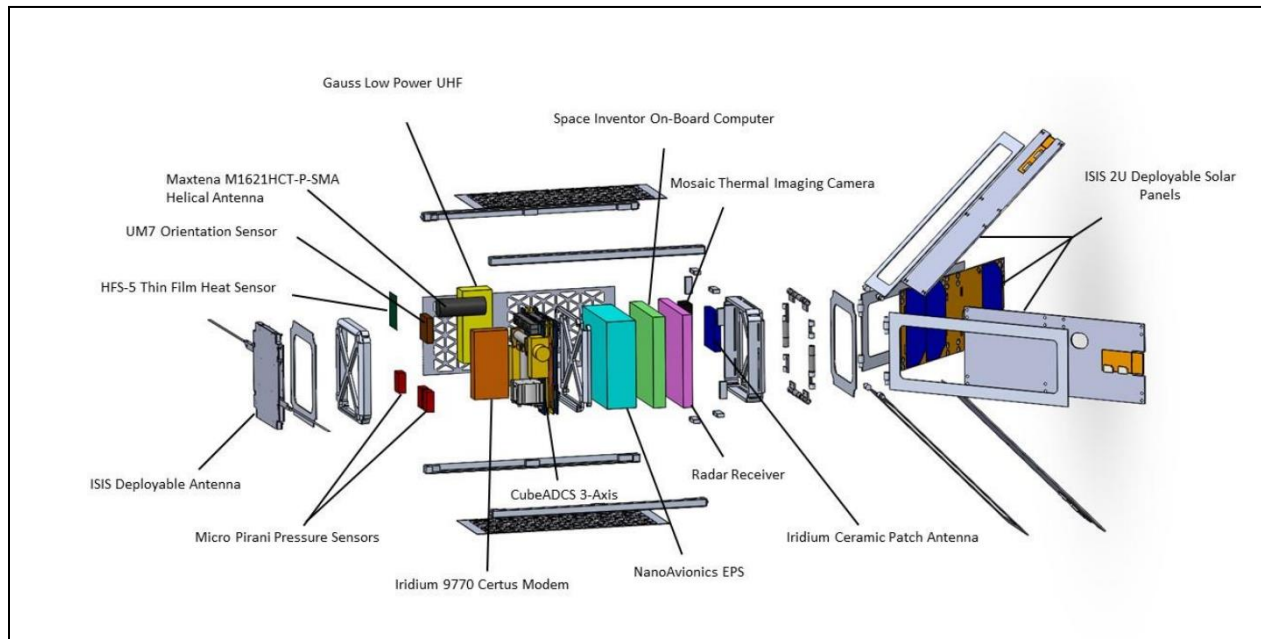 Gauss Low Power UHF
Space Inventor On-Board Computer
Maxtena M1621HCT-P-SMA
Helical Antenna
Mosaic Thermal Imaging Camera
ISIS 2U Deployable Solar
Panels
UM7 Orientation Sensor
HFS-5 Thin Film Heat Sensor
ISIS Deployable Antenna
Radar Receiver
CubeADCS 3-Axis
Micro Pirani Pressure Sensors
Iridium Ceramic Patch Antenna
NanoAvionics EPS
Iridium 9770 Certus Modem